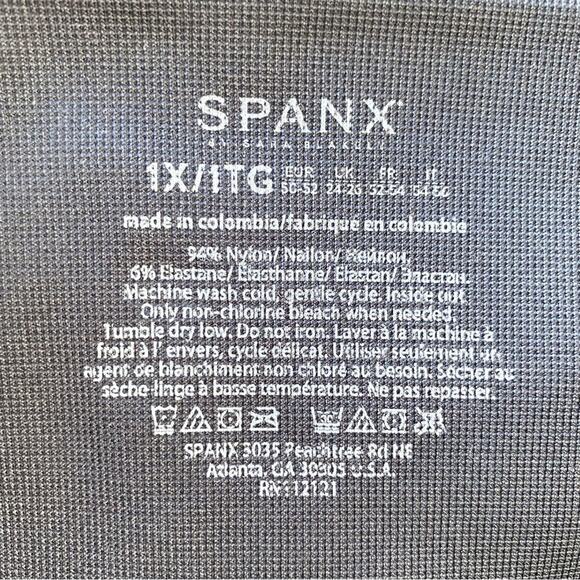 SPANX
BY SARA BLAKELY
1X/1TG
EUR UK FR IT
50-52 24-26 52-54 54-56
made in colombia/fabriqué en colombie
94% Nylon/ Nailon/ Нейлон,
6% Elastane/ Élasthanne/ Elastán/ Эластан.
Machine wash cold, gentle cycle. Inside out.
Only non-chlorine bleach when needed.
Tumble dry low. Do not iron. Laver à la machine à
froid à l' envers, cycle délicat. Utiliser seulement un
agent de blanchiment non chloré au besoin. Sécher au
sèche-linge à basse température. Ne pas repasser.
SPANX 3035 Peachtree Rd NE
Atlanta, GA 30305 U.S.A.
RN112121